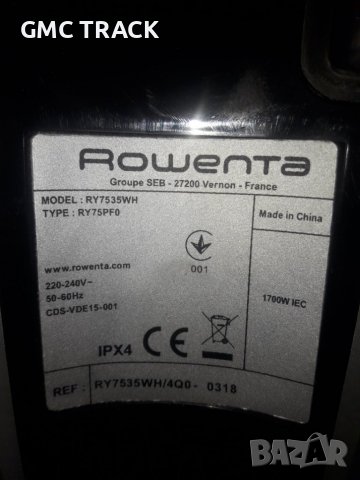 GMC TRACK
Rowenta
Groupe SEB - 27200 Vernon - France
MODEL : RY7535WH
TYPE : RY75PF0
Made in China
001
www.rowenta.com
220-240V~
50-60Hz
CDS-VDE15-001
1700W IEC
IPX4 CE
REF : RY7535WH/4Q0 - 0318
BAZAR